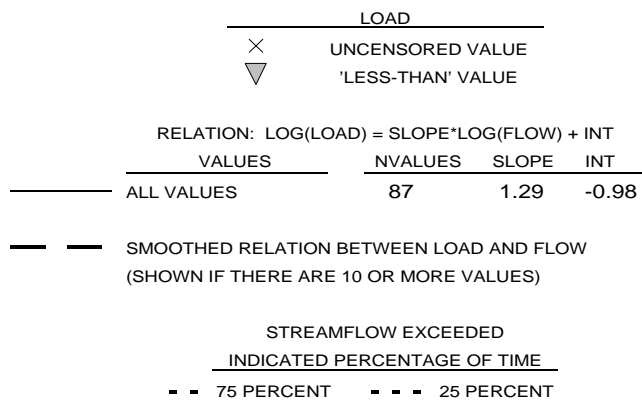 LOAD
UNCENSORED VALUE
'LESS-THAN' VALUE
RELATION: LOG(LOAD) = SLOPE*LOG(FLOW) + INT
VALUES NVALUES SLOPE INT
ALL VALUES 87 1.29 -0.98
SMOOTHED RELATION BETWEEN LOAD AND FLOW
(SHOWN IF THERE ARE 10 OR MORE VALUES)
STREAMFLOW EXCEEDED
INDICATED PERCENTAGE OF TIME
75 PERCENT 25 PERCENT